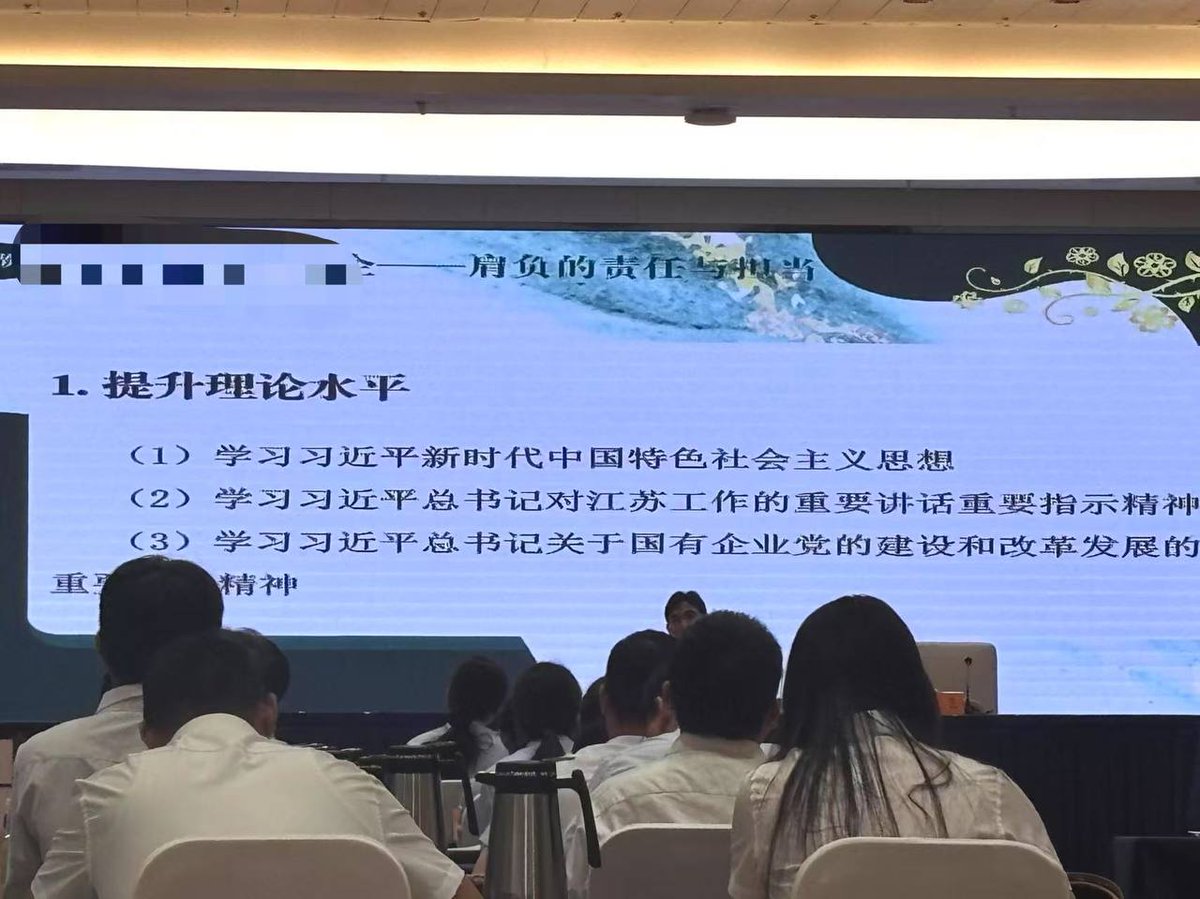 ——肩负的责任与担当
1. 提升理论水平
（1）学习习近平新时代中国特色社会主义思想
（2）学习习近平总书记对江苏工作的重要讲话重要指示精神
（3）学习习近平总书记关于国有企业党的建设和改革发展的
重 精神